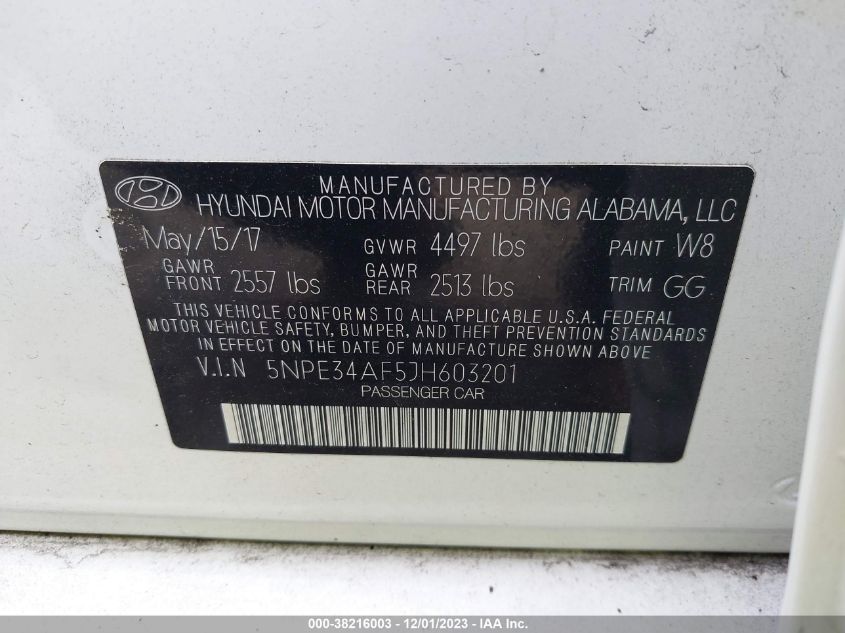 MANUFACTURED BY
HYUNDAI MOTOR MANUFACTURING ALABAMA, LLC
May/15/17 GVWR 4497 lbs PAINT W8
GAWR FRONT 2557 lbs GAWR REAR 2513 lbs TRIM GG
THIS VEHICLE CONFORMS TO ALL APPLICABLE U.S.A. FEDERAL
MOTOR VEHICLE SAFETY, BUMPER, AND THEFT PREVENTION STANDARDS
IN EFFECT ON THE DATE OF MANUFACTURE SHOWN ABOVE
V.I.N 5NPE34AF5JH603201
PASSENGER CAR
000-38216003 - 12/01/2023 - IAA Inc.